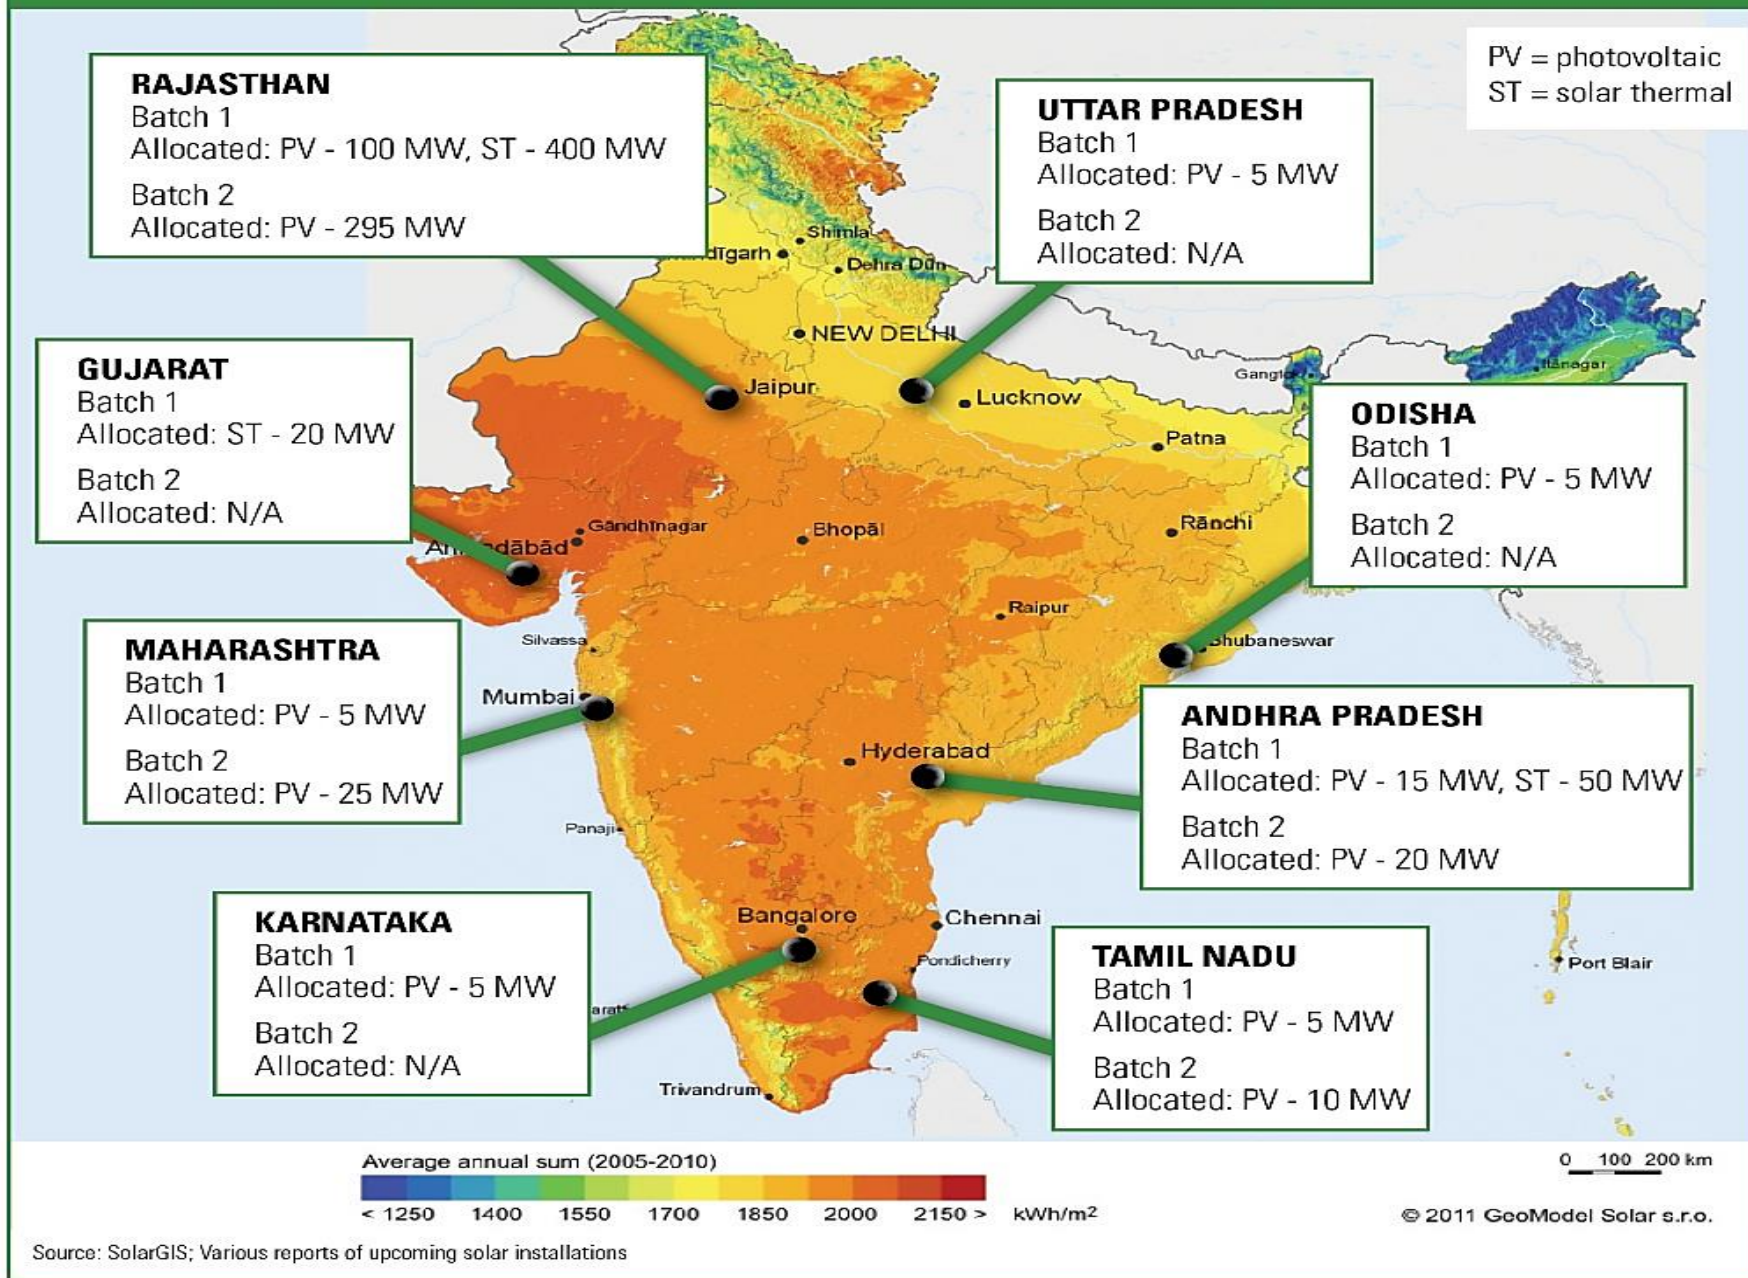 PV = photovoltaic
ST = solar thermal
RAJASTHAN
Batch 1
Allocated: PV - 100 MW, ST - 400 MW
Batch 2
Allocated: PV - 295 MW
UTTAR PRADESH
Batch 1
Allocated: PV - 5 MW
Batch 2
Allocated: N/A
GUJARAT
Batch 1
Allocated: ST - 20 MW
Batch 2
Allocated: N/A
ODISHA
Batch 1
Allocated: PV - 5 MW
Batch 2
Allocated: N/A
MAHARASHTRA
Batch 1
Allocated: PV - 5 MW
Batch 2
Allocated: PV - 25 MW
ANDHRA PRADESH
Batch 1
Allocated: PV - 15 MW, ST - 50 MW
Batch 2
Allocated: PV - 20 MW
KARNATAKA
Batch 1
Allocated: PV - 5 MW
Batch 2
Allocated: N/A
TAMIL NADU
Batch 1
Allocated: PV - 5 MW
Batch 2
Allocated: PV - 10 MW
Shimla
Dehra Dūn
NEW DELHI
Jaipur
Lucknow
Gangtok
Itānagar
Patna
Gāndhīnagar
Bhopāl
Rānchi
Raipur
Silvassa
Bhubaneswar
Mumbai
Hyderabad
Panaji
Bangalore
Chennai
Pondicherry
Port Blair
Trivandrum
Average annual sum (2005-2010)
< 1250 1400 1550 1700 1850 2000 2150 > kWh/m²
0 100 200 km
© 2011 GeoModel Solar s.r.o.
Source: SolarGIS; Various reports of upcoming solar installations